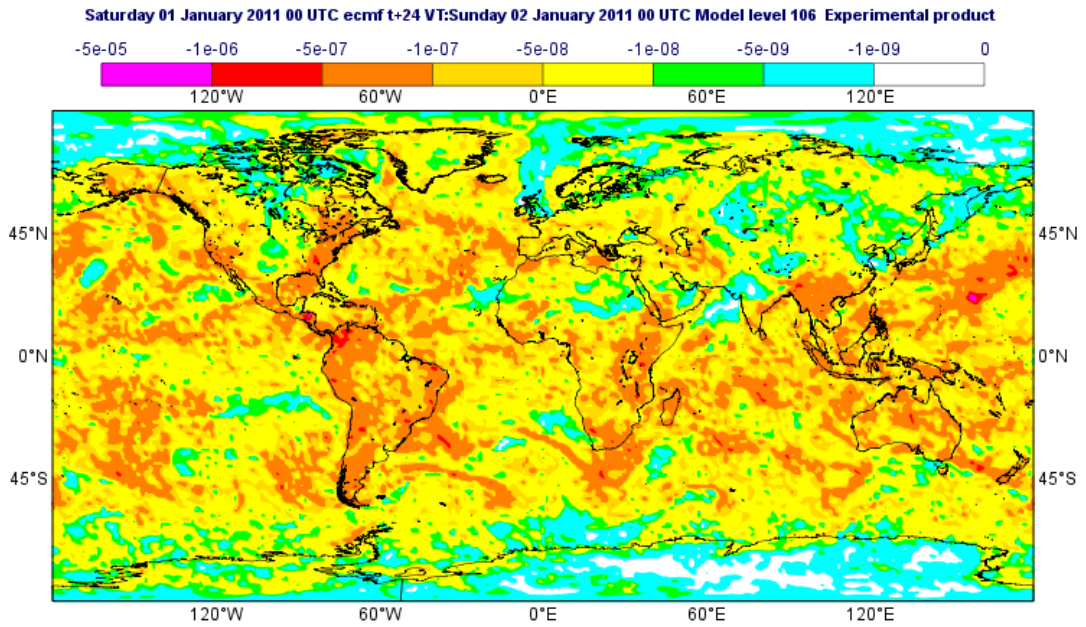 Saturday 01 January 2011 00 UTC ecmf t+24 VT:Sunday 02 January 2011 00 UTC Model level 106 Experimental product
-5e-05 -1e-06 -5e-07 -1e-07 -5e-08 -1e-08 -5e-09 -1e-09 0
120°W 60°W 0°E 60°E 120°E
45°N 45°N
0°N 0°N
45°S 45°S
120°W 60°W 0°E 60°E 120°E